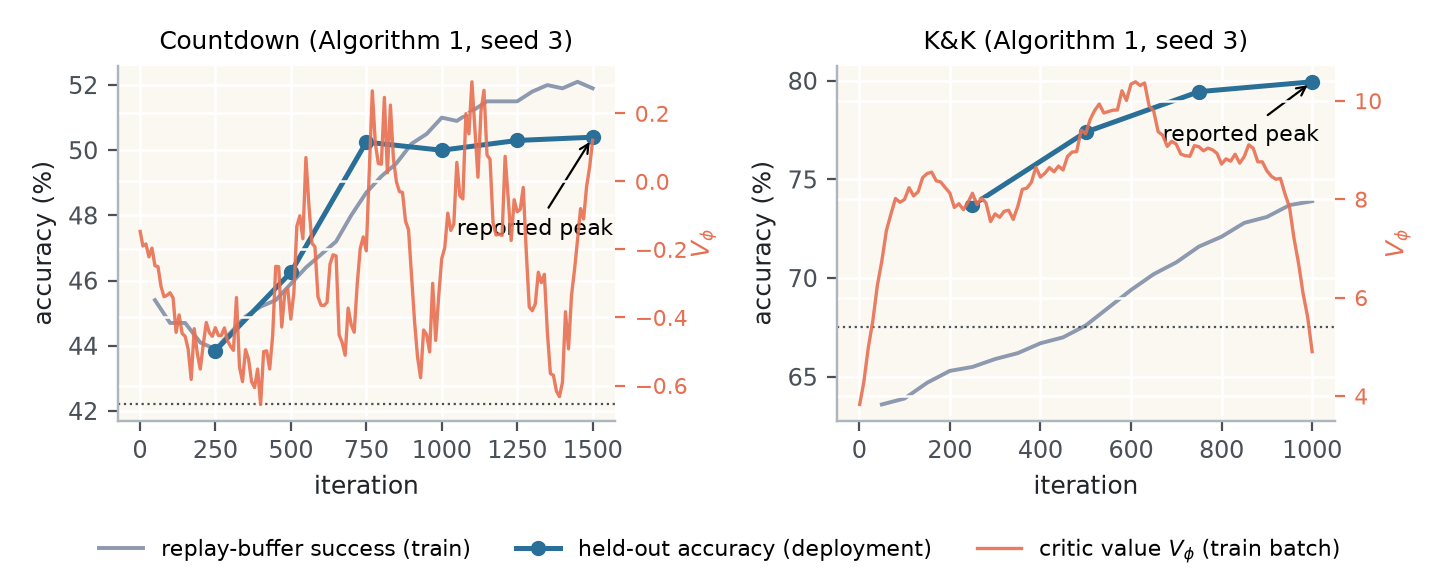 Countdown (Algorithm 1, seed 3)
accuracy (%)
52
50
48
46
44
42
0.2
0.0
−0.2
−0.4
−0.6
V_ϕ
reported peak
0 250 500 750 1000 1250 1500
iteration
K&K (Algorithm 1, seed 3)
accuracy (%)
80
75
70
65
10
8
6
4
V_ϕ
reported peak
0 200 400 600 800 1000
iteration
replay-buffer success (train) held-out accuracy (deployment) critic value V_ϕ (train batch)